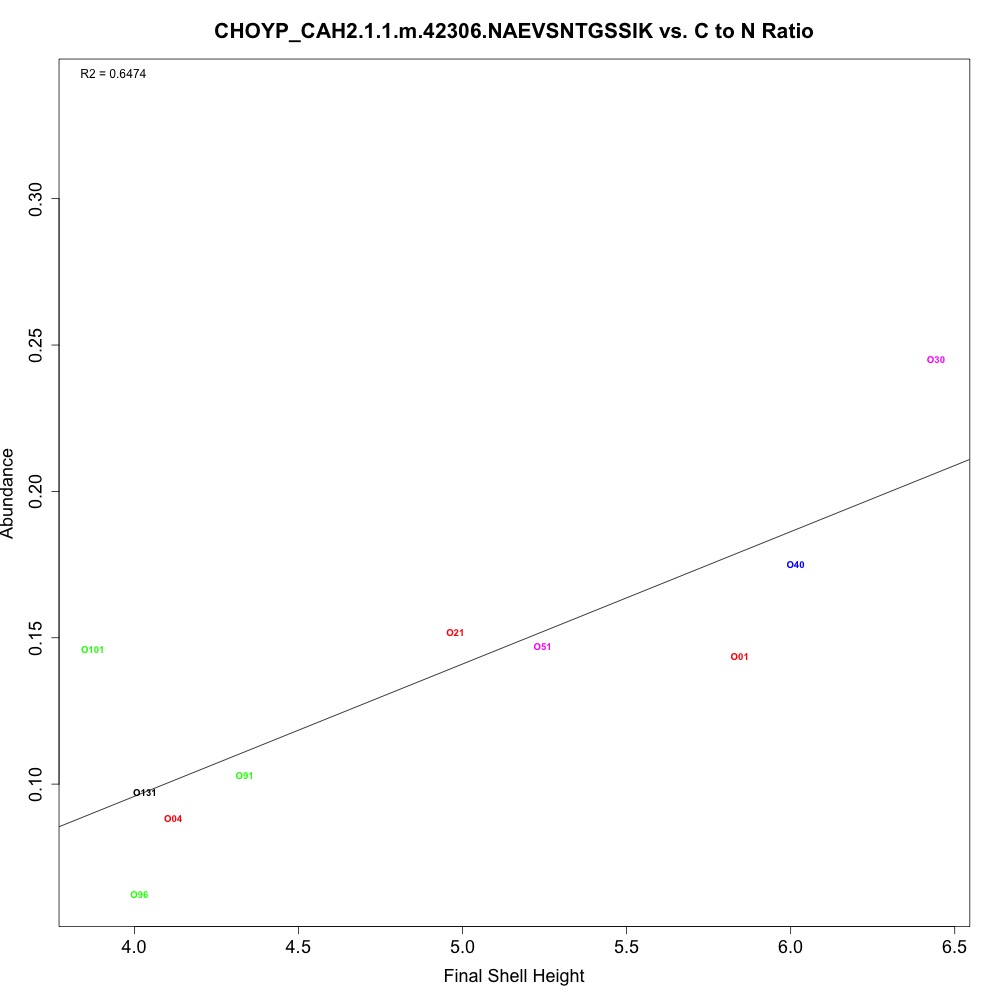 CHOYP_CAH2.1.1.m.42306.NAEVSNTGSSIK vs. C to N Ratio
R2 = 0.6474
0.30
0.25
0.20
0.15
0.10
Abundance
O30
O40
O21
O51
O101
O01
O91
O131
O04
O96
4.0 4.5 5.0 5.5 6.0 6.5
Final Shell Height